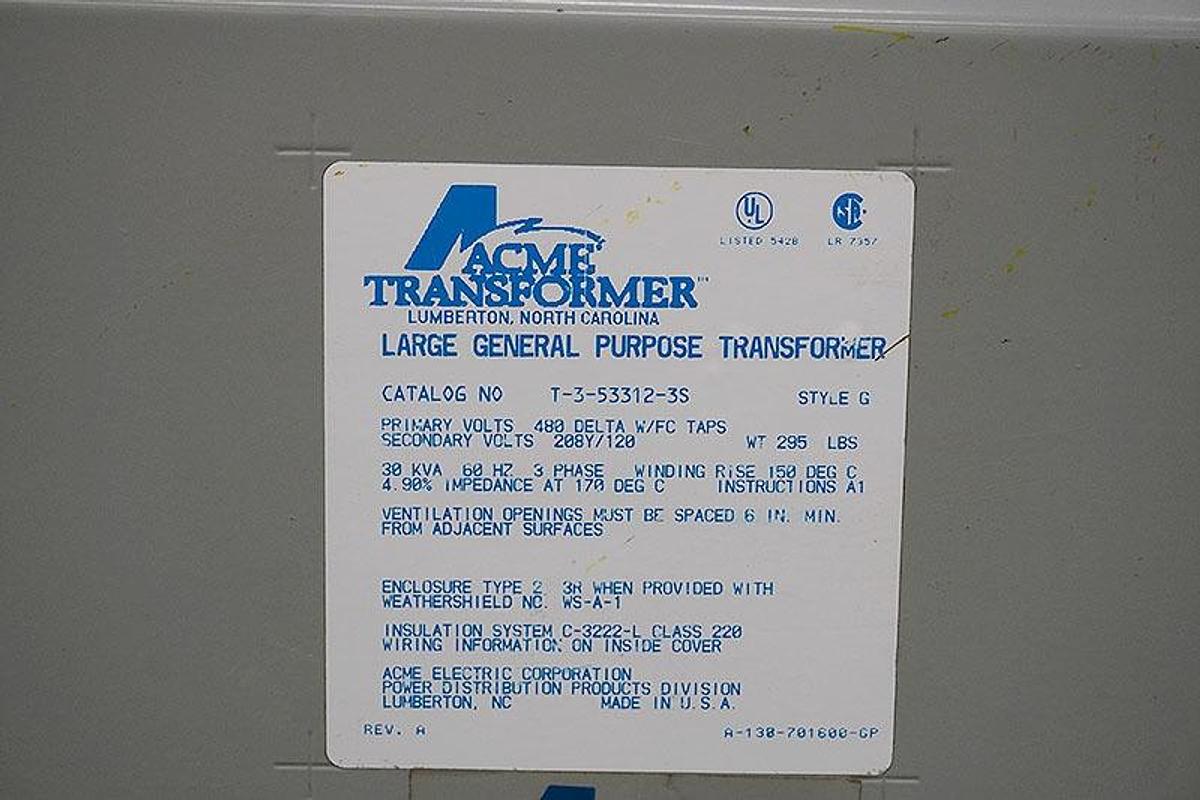 UL
LISTED 542B
LR 7357
ACME
TRANSFORMER™
LUMBERTON, NORTH CAROLINA
LARGE GENERAL PURPOSE TRANSFORMER
CATALOG NO T-3-53312-3S STYLE G
PRIMARY VOLTS 480 DELTA W/FC TAPS
SECONDARY VOLTS 208Y/120 WT 295 LBS
30 KVA 60 HZ 3 PHASE WINDING RISE 150 DEG C
4.90% IMPEDANCE AT 170 DEG C INSTRUCTIONS A1
VENTILATION OPENINGS MUST BE SPACED 6 IN. MIN.
FROM ADJACENT SURFACES
ENCLOSURE TYPE 2, 3R WHEN PROVIDED WITH
WEATHERSHIELD NO. WS-A-1
INSULATION SYSTEM C-3222-L CLASS 220
WIRING INFORMATION ON INSIDE COVER
ACME ELECTRIC CORPORATION
POWER DISTRIBUTION PRODUCTS DIVISION
LUMBERTON, NC MADE IN U.S.A.
REV. A A-130-701600-GP